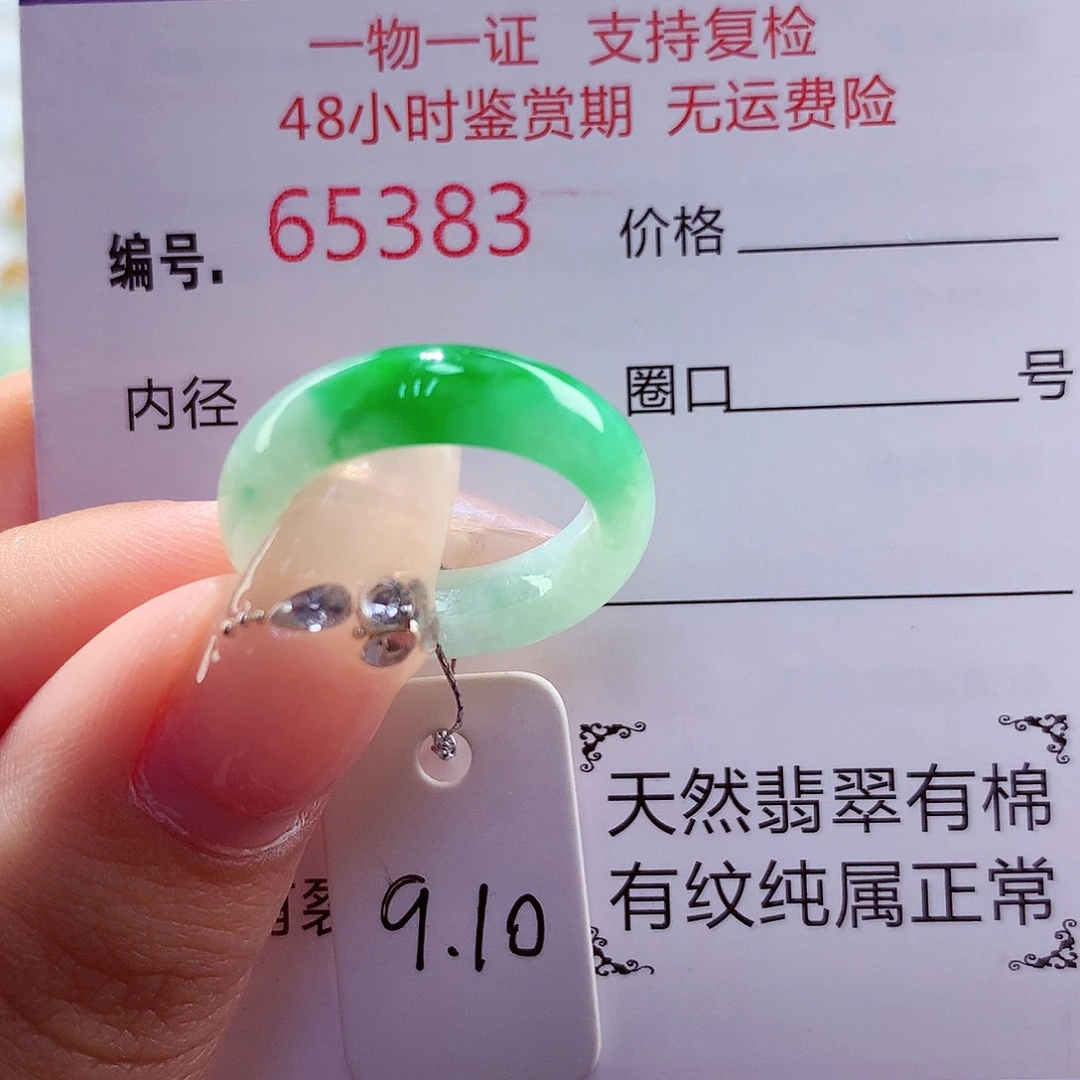 一物一证 支持复检
48小时鉴赏期 无运费险
编号. 65383 价格
内径 圈口 号
天然翡翠有棉
有纹纯属正常
裂
9.10